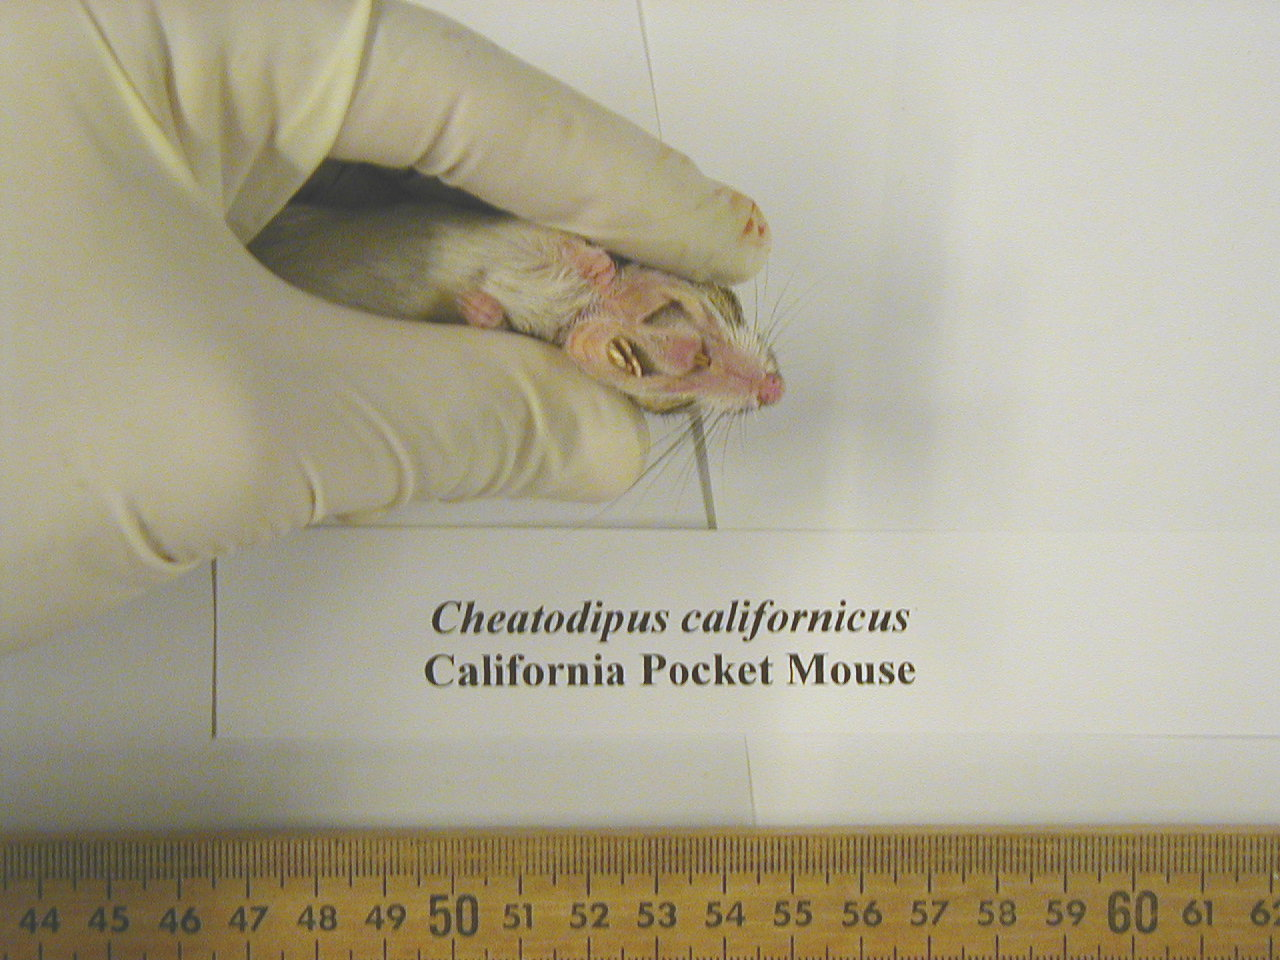 Cheatodipus californicus
California Pocket Mouse
44 45 46 47 48 49 50 51 52 53 54 55 56 57 58 59 60 61